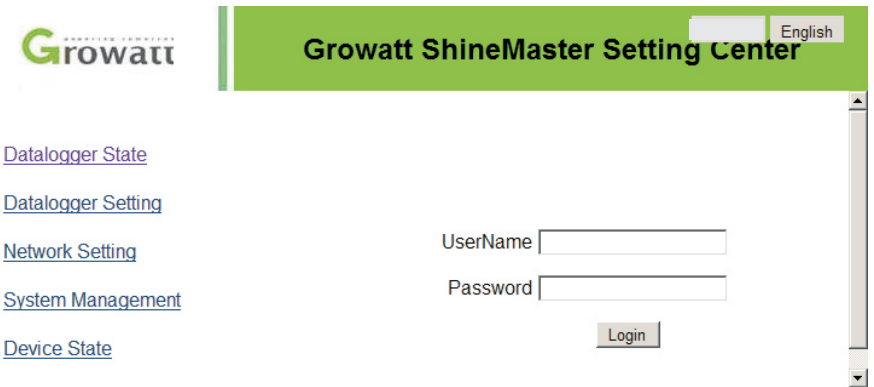 Growatt
Growatt ShineMaster Setting Center
English
Datalogger State
Datalogger Setting
Network Setting
System Management
Device State
UserName
Password
Login